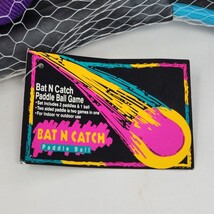 Bat N Catch
Paddle Ball Game
•Set includes 2 paddles & 1 ball
•Two sided paddle is two games in one
•For indoor or outdoor use
BAT N CATCH
Paddle Ball